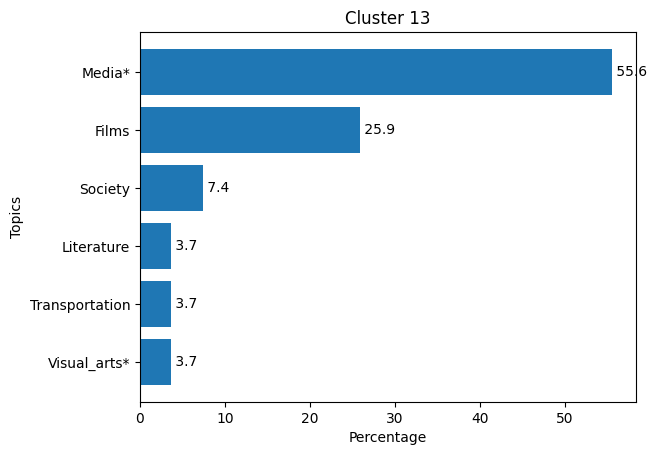 Cluster 13
Media* 55.6
Films 25.9
Society 7.4
Literature 3.7
Transportation 3.7
Visual_arts* 3.7
Topics
0 10 20 30 40 50
Percentage